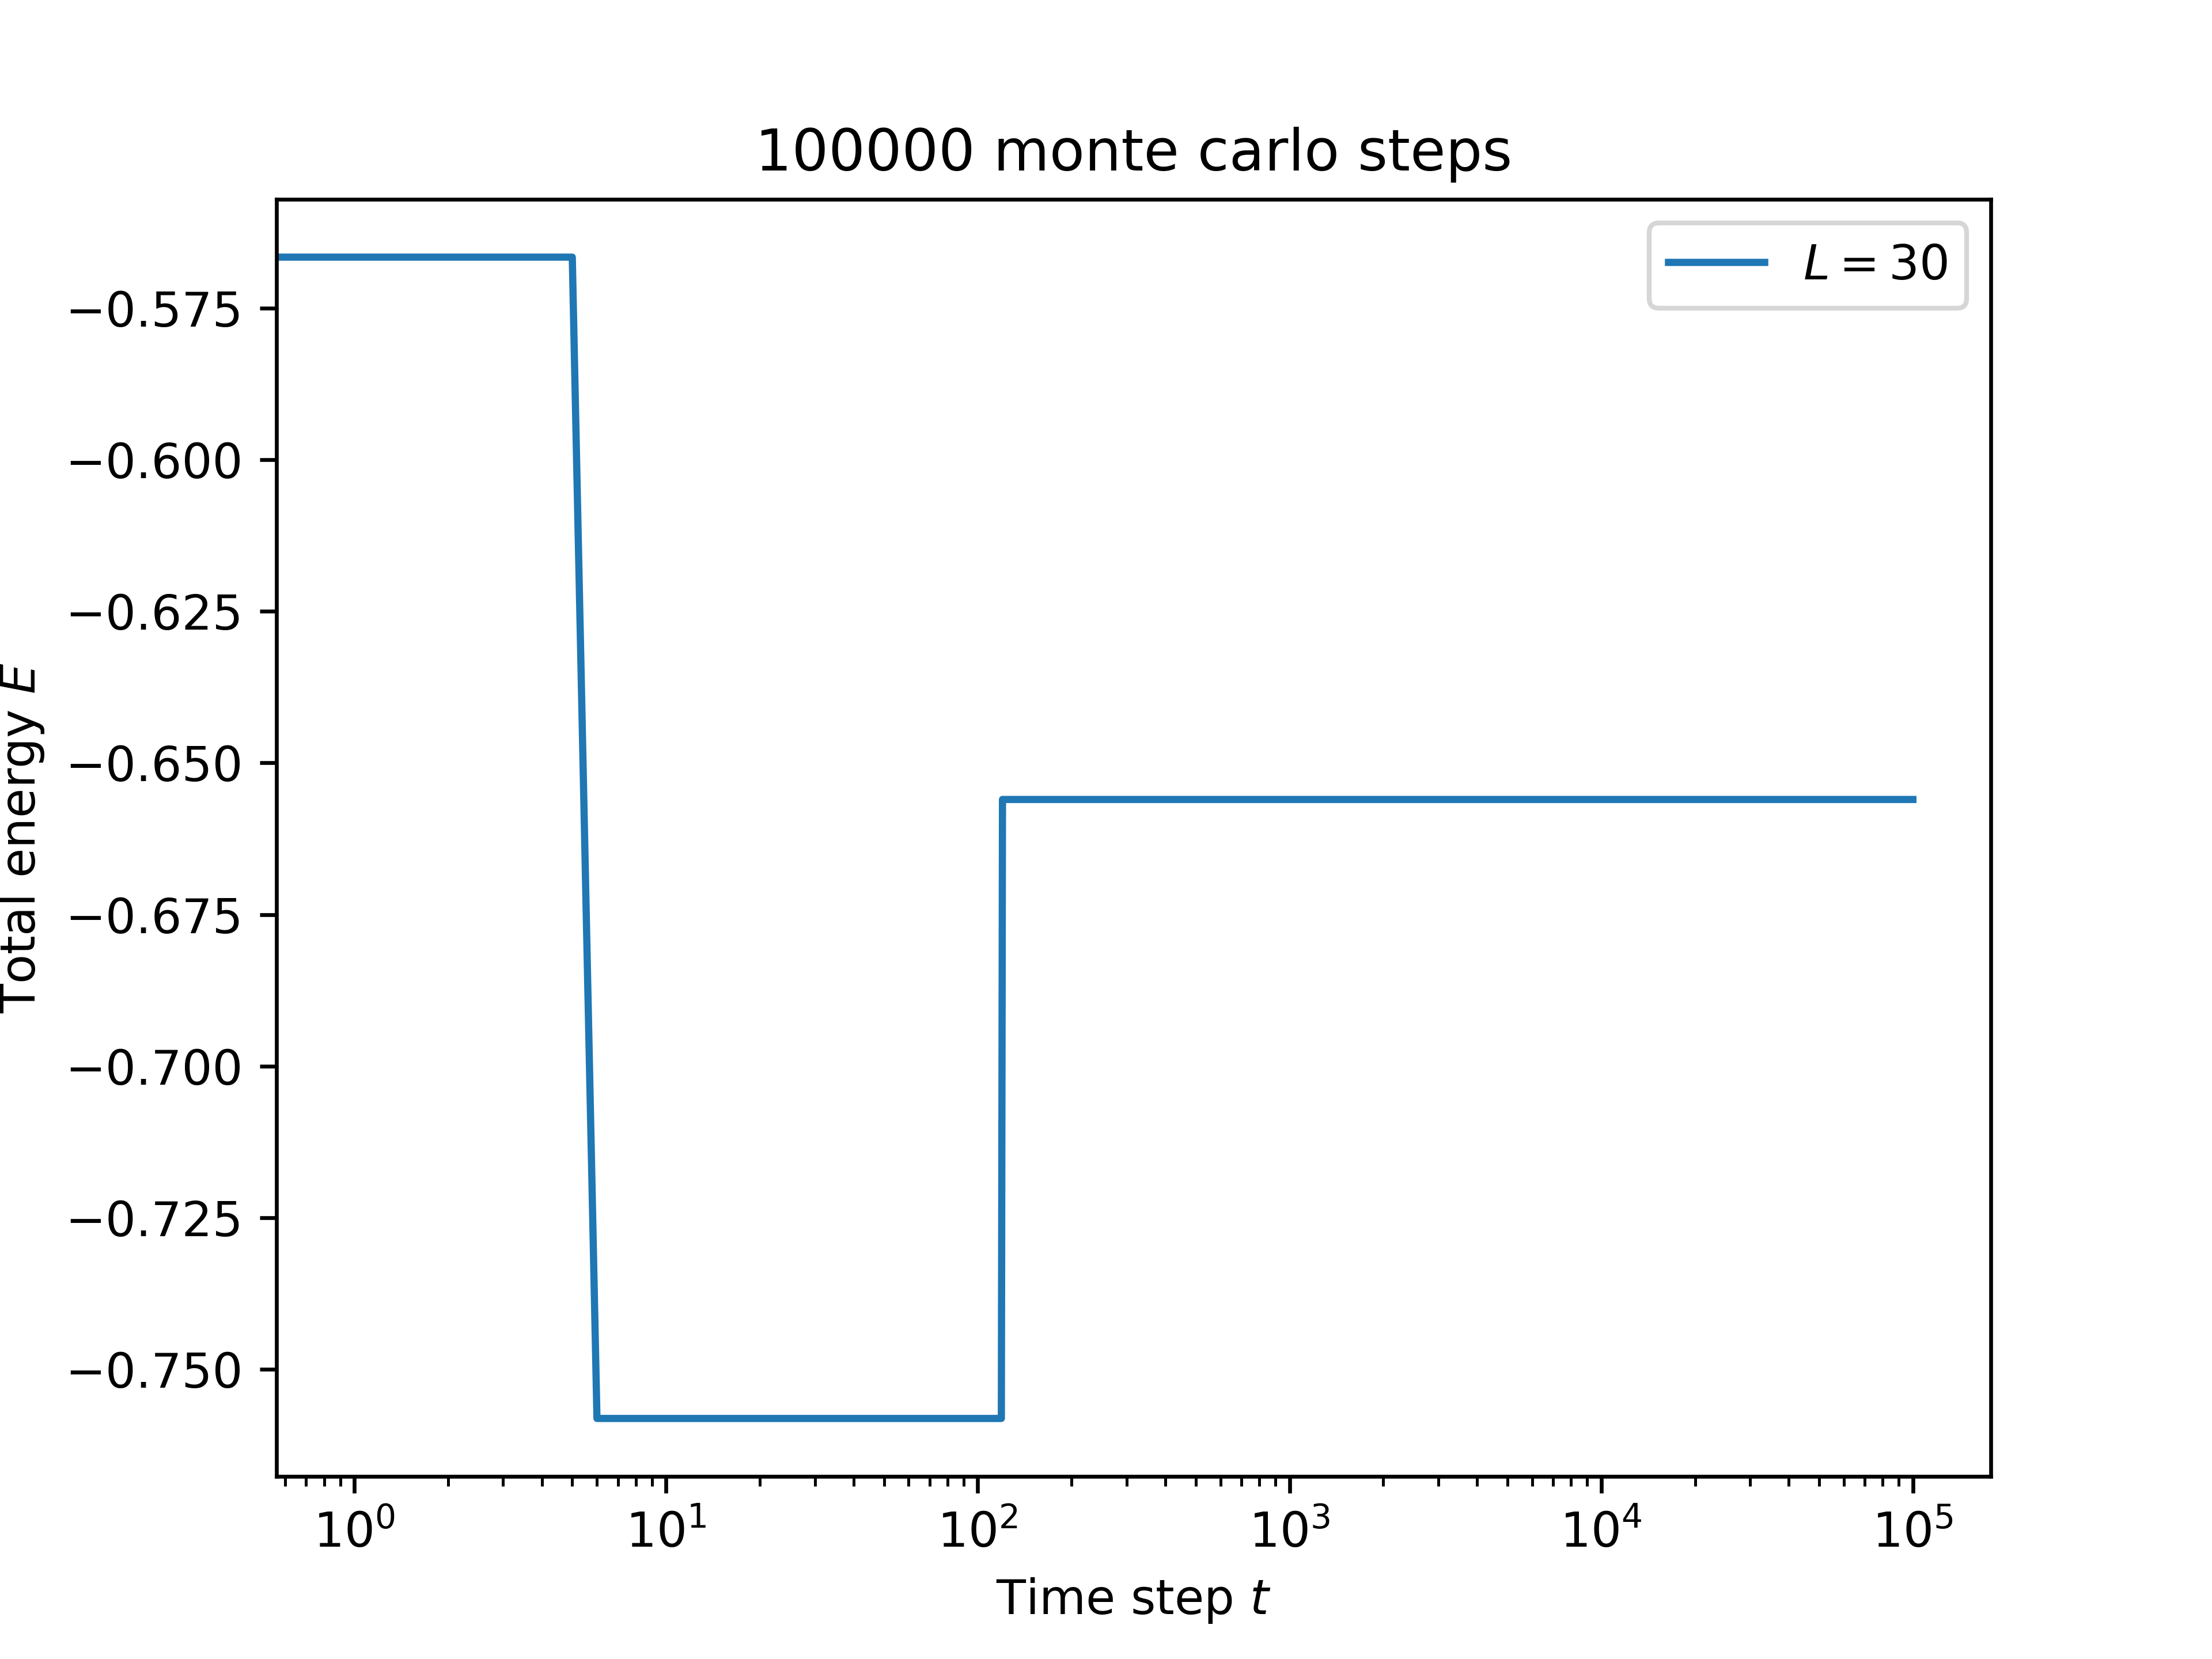 100000 monte carlo steps
L = 30
Total energy E
−0.575
−0.600
−0.625
−0.650
−0.675
−0.700
−0.725
−0.750
10⁰ 10¹ 10² 10³ 10⁴ 10⁵
Time step t